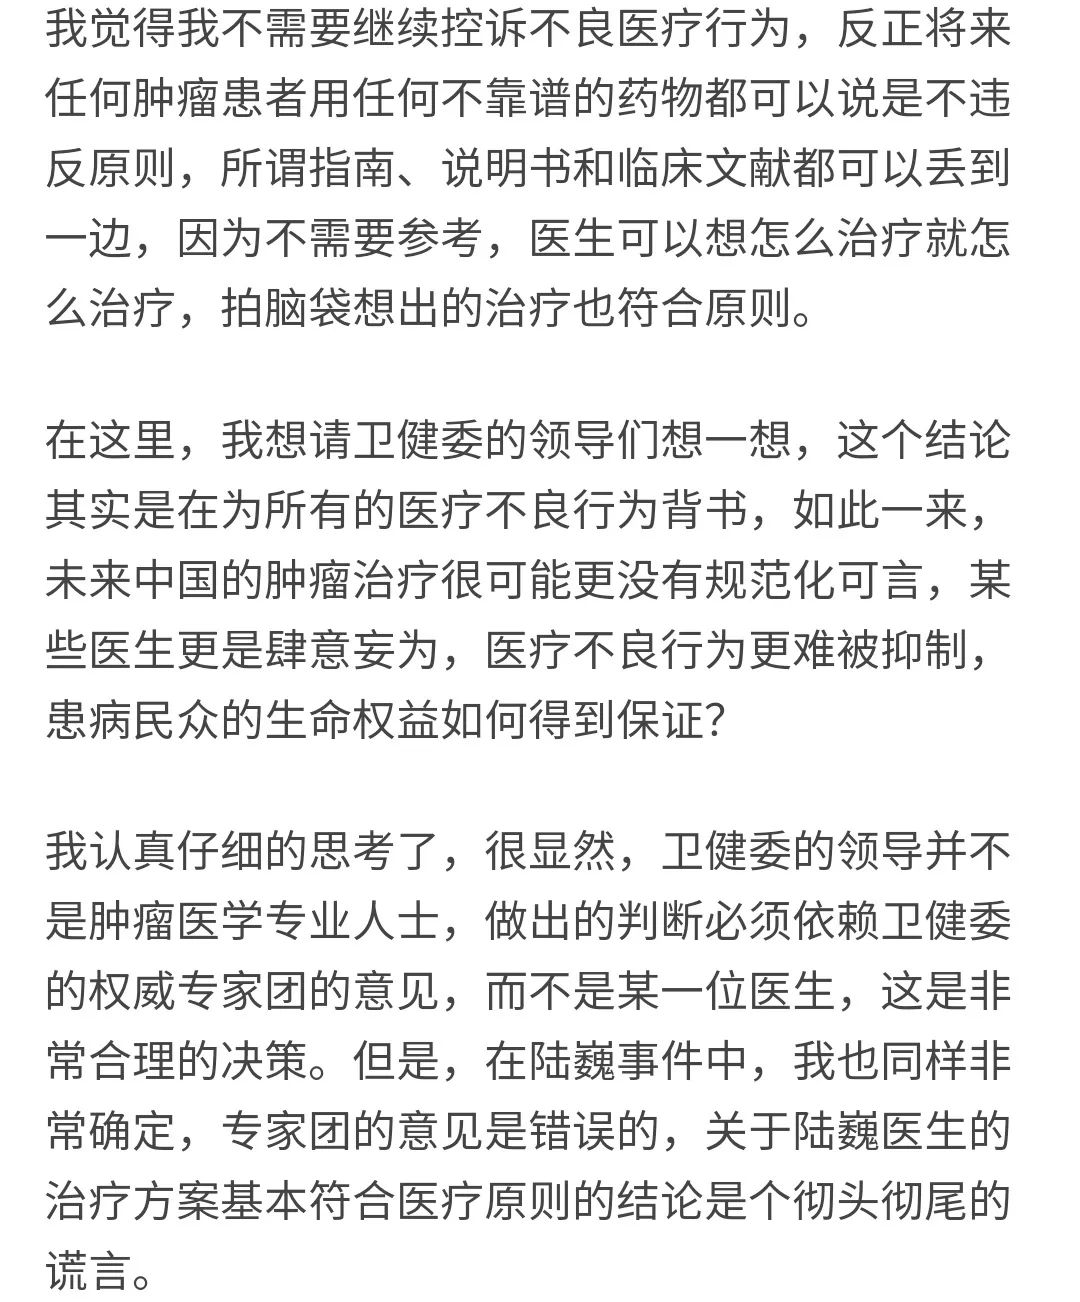 我觉得我不需要继续控诉不良医疗行为，反正将来
任何肿瘤患者用任何不靠谱的药物都可以说是不违
反原则，所谓指南、说明书和临床文献都可以丢到
一边，因为不需要参考，医生可以想怎么治疗就怎
么治疗，拍脑袋想出的治疗也符合原则。
在这里，我想请卫健委的领导们想一想，这个结论
其实是在为所有的医疗不良行为背书，如此一来，
未来中国的肿瘤治疗很可能更没有规范化可言，某
些医生更是肆意妄为，医疗不良行为更难被抑制，
患病民众的生命权益如何得到保证？
我认真仔细的思考了，很显然，卫健委的领导并不
是肿瘤医学专业人士，做出的判断必须依赖卫健委
的权威专家团的意见，而不是某一位医生，这是非
常合理的决策。但是，在陆巍事件中，我也同样非
常确定，专家团的意见是错误的，关于陆巍医生的
治疗方案基本符合医疗原则的结论是个彻头彻尾的
谎言。